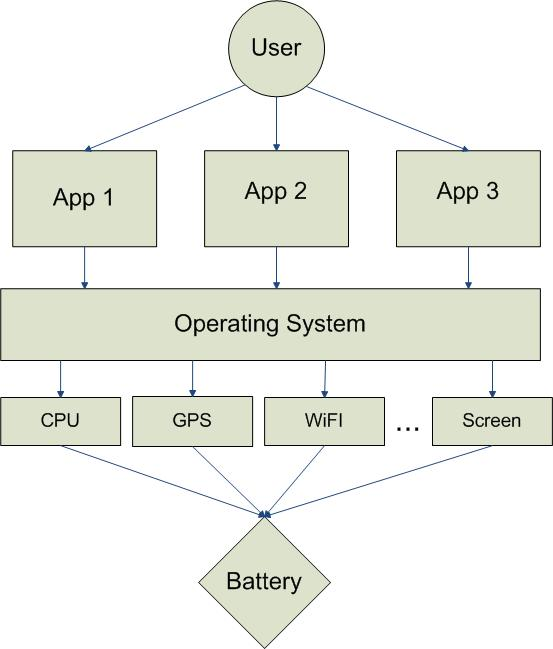 User
App 1
App 2
App 3
Operating System
CPU
GPS
WiFI
...
Screen
Battery